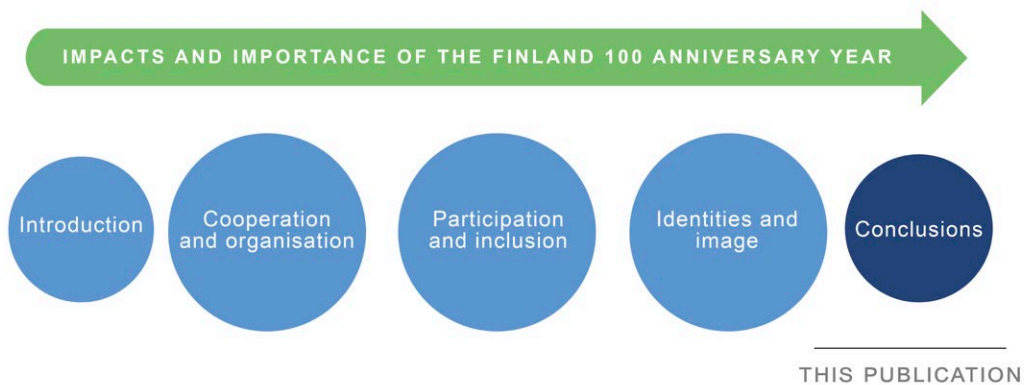 IMPACTS AND IMPORTANCE OF THE FINLAND 100 ANNIVERSARY YEAR
Introduction
Cooperation
and organisation
Participation
and inclusion
Identities and
image
Conclusions
THIS PUBLICATION